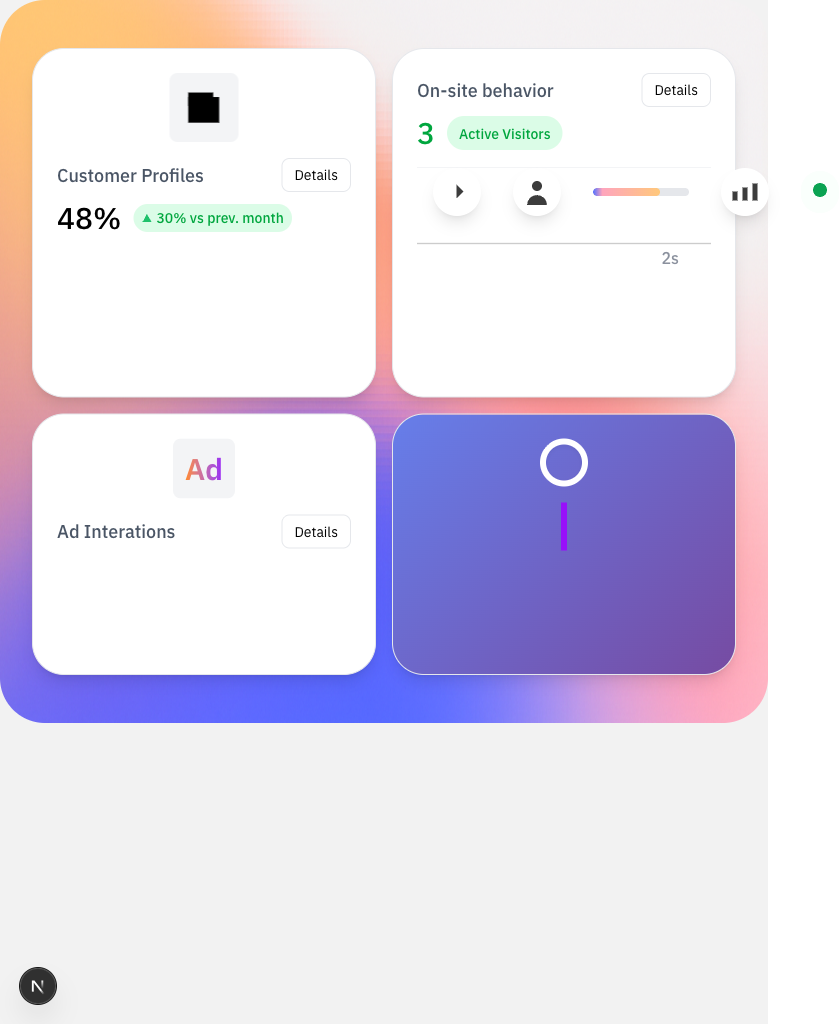 Customer Profiles
Details
48%
30% vs prev. month
On-site behavior
Details
3
Active Visitors
2s
Ad
Ad Interations
Details
N